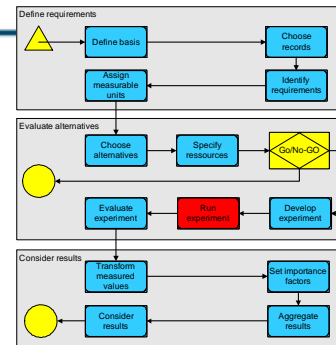 Define requirements
Define basis
Choose
records
Assign
measurable
units
Identify
requirements
Evaluate alternatives
Choose
alternatives
Specify
ressources
Go/No-GO
Evaluate
experiment
Run
experiment
Develop
experiment
Consider results
Transform
measured
values
Set importance
factors
Consider
results
Aggregate
results